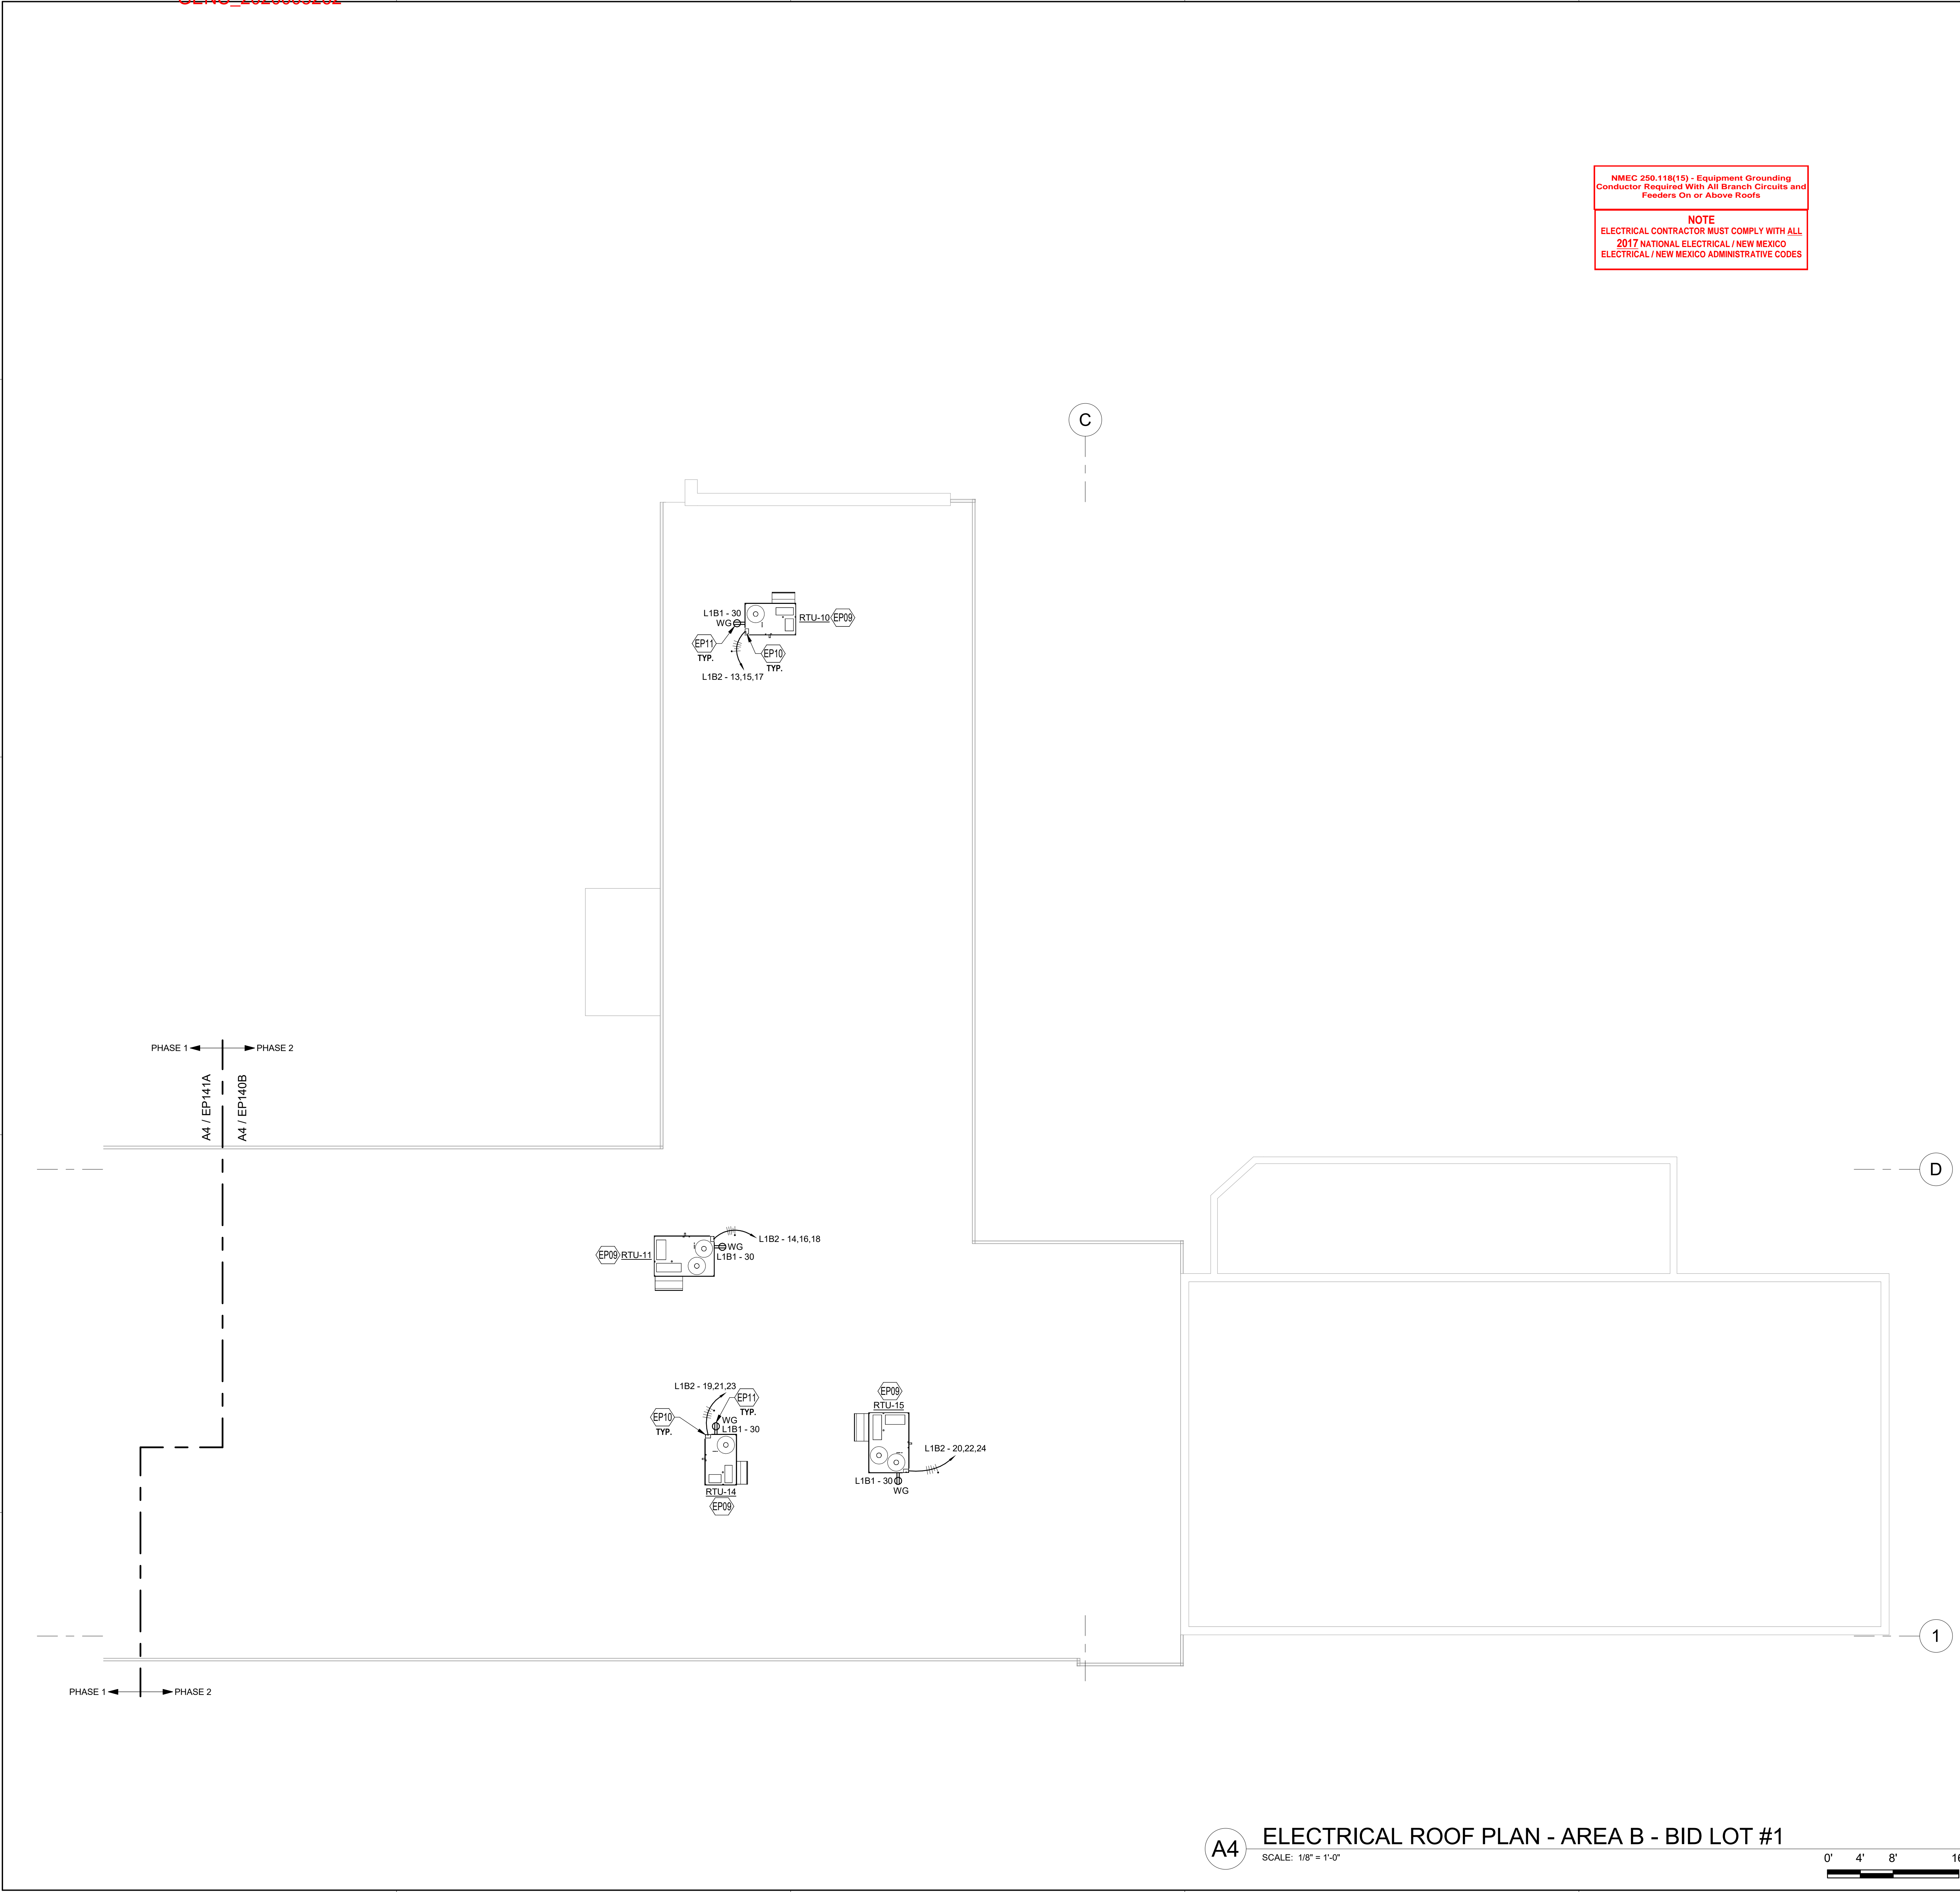 NMEC 250.118(15) - Equipment Grounding
Conductor Required With All Branch Circuits and
Feeders On or Above Roofs
NOTE
ELECTRICAL CONTRACTOR MUST COMPLY WITH ALL
2017 NATIONAL ELECTRICAL / NEW MEXICO
ELECTRICAL / NEW MEXICO ADMINISTRATIVE CODES
C
L1B1 - 30
WG
RTU-10
EP09
EP11
TYP.
EP10
TYP.
L1B2 - 13,15,17
PHASE 1
PHASE 2
A4 / EP141A
A4 / EP140B
D
EP09
RTU-11
L1B2 - 14,16,18
WG
L1B1 - 30
L1B2 - 19,21,23
EP11
TYP.
EP10
TYP.
WG
L1B1 - 30
RTU-14
EP09
EP09
RTU-15
L1B2 - 20,22,24
L1B1 - 30
WG
1
PHASE 1
PHASE 2
A4
ELECTRICAL ROOF PLAN - AREA B - BID LOT #1
SCALE: 1/8" = 1'-0"
0' 4' 8'